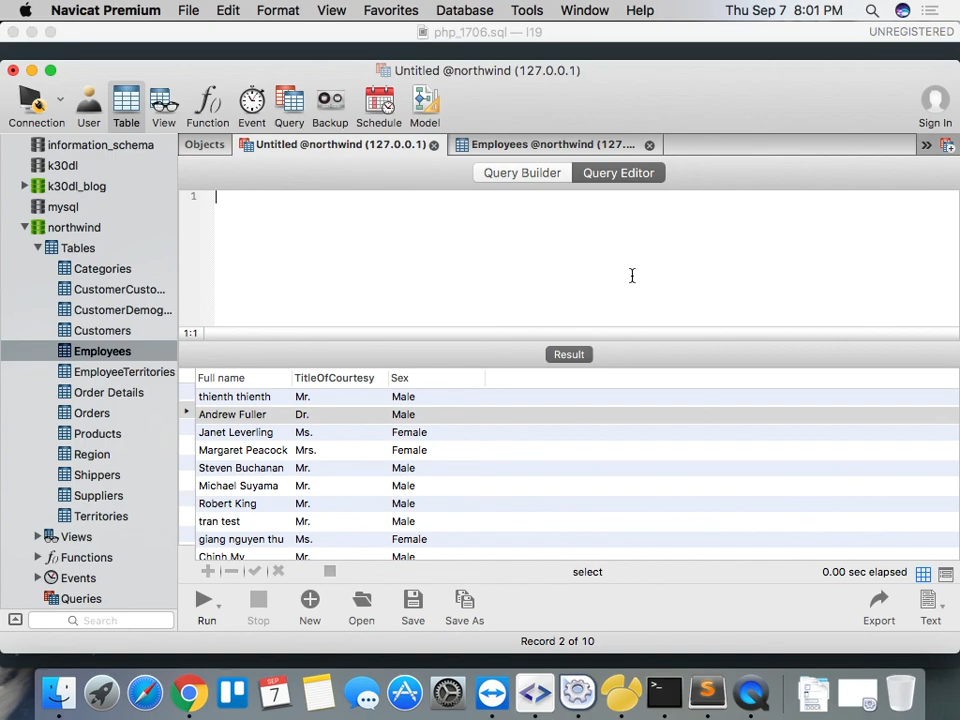 Navicat Premium File Edit Format View Favorites Database Tools Window Help Thu Sep 7 8:01 PM
php_1706.sql — l19 UNREGISTERED
Untitled @northwind (127.0.0.1)
Connection User Table View Function Event Query Backup Schedule Model Sign In
information_schema
k30dl
k30dl_blog
mysql
northwind
Tables
Categories
CustomerCusto...
CustomerDemog...
Customers
Employees
EmployeeTerritories
Order Details
Orders
Products
Region
Shippers
Suppliers
Territories
Views
Functions
Events
Queries
Search
Objects Untitled @northwind (127.0.0.1) Employees @northwind (127....
Query Builder Query Editor
1
1:1
Result
Full name TitleOfCourtesy Sex
thienth thienth Mr. Male
Andrew Fuller Dr. Male
Janet Leverling Ms. Female
Margaret Peacock Mrs. Female
Steven Buchanan Mr. Male
Michael Suyama Mr. Male
Robert King Mr. Male
tran test Mr. Male
giang nguyen thu Ms. Female
Chinh My Mr. Male
select 0.00 sec elapsed
Run Stop New Open Save Save As Export Text
Record 2 of 10
SEP
7